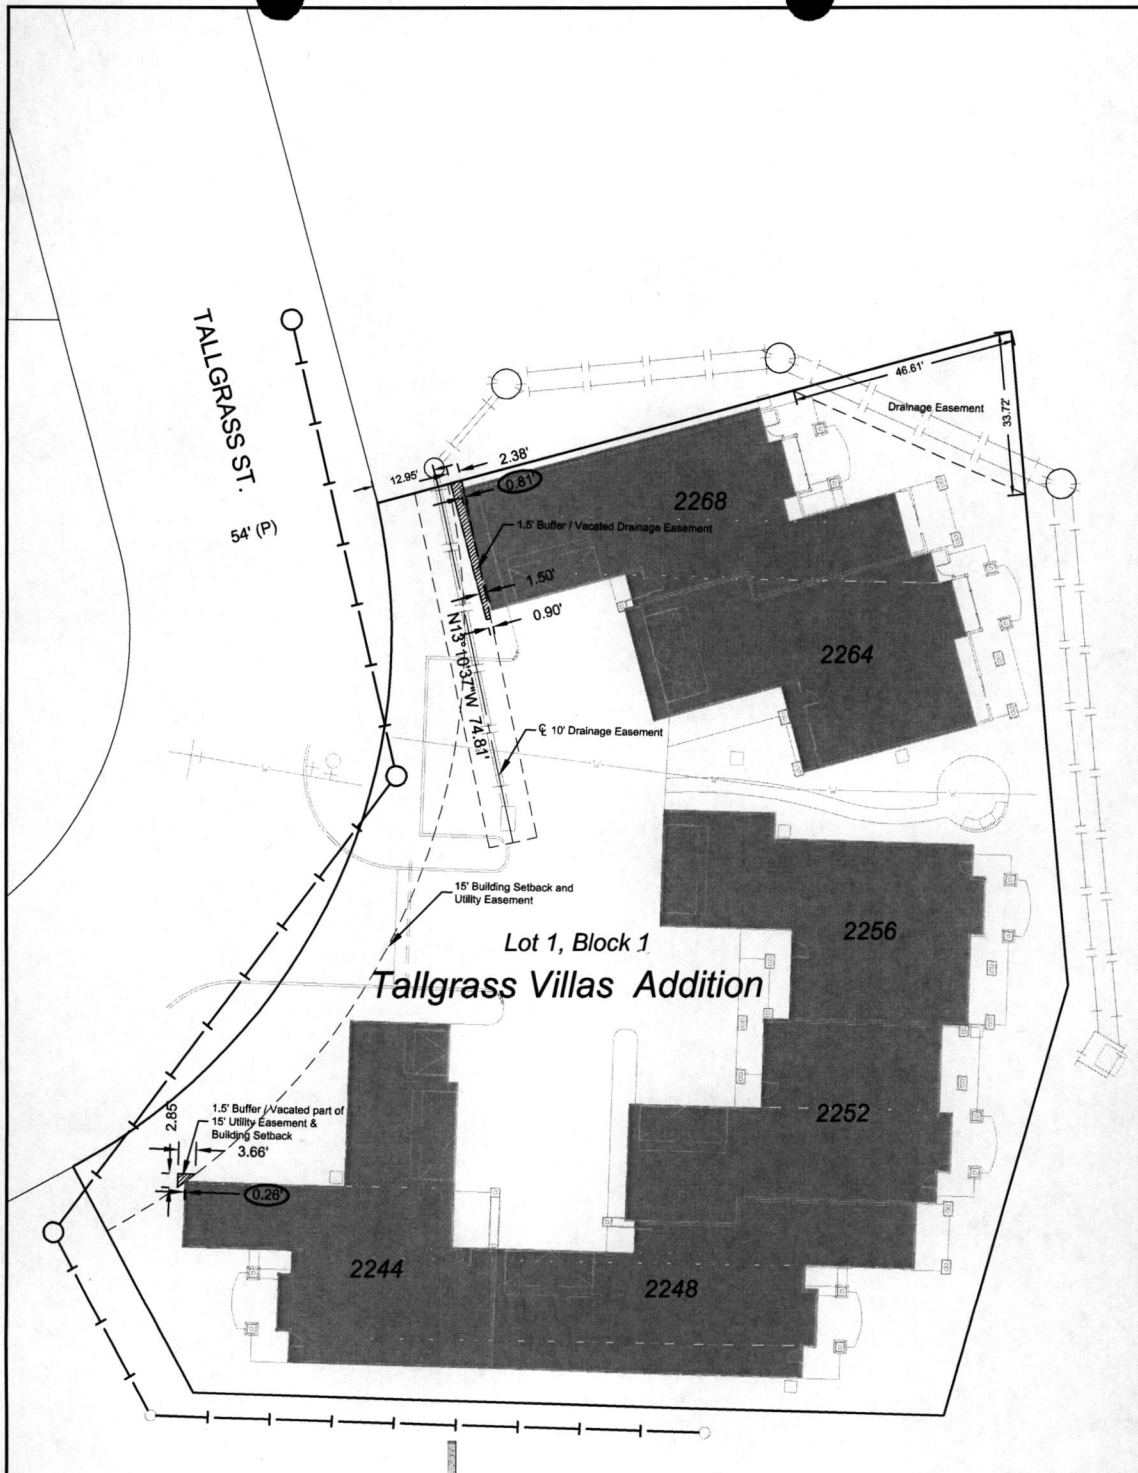 TALLGRASS ST.
54' (P)
46.61'
Drainage Easement
33.72'
12.95'
2.38'
0.81'
2268
1.5' Buffer / Vacated Drainage Easement
1.50'
0.90'
N13°10'37"W 74.81'
2264
℄ 10' Drainage Easement
W
W
W
W
W
W
15' Building Setback and
Utility Easement
2256
Lot 1, Block 1
Tallgrass Villas Addition
2252
2.85'
1.5' Buffer / Vacated part of
15' Utility Easement &
Building Setback
3.66'
0.26'
2244
2248